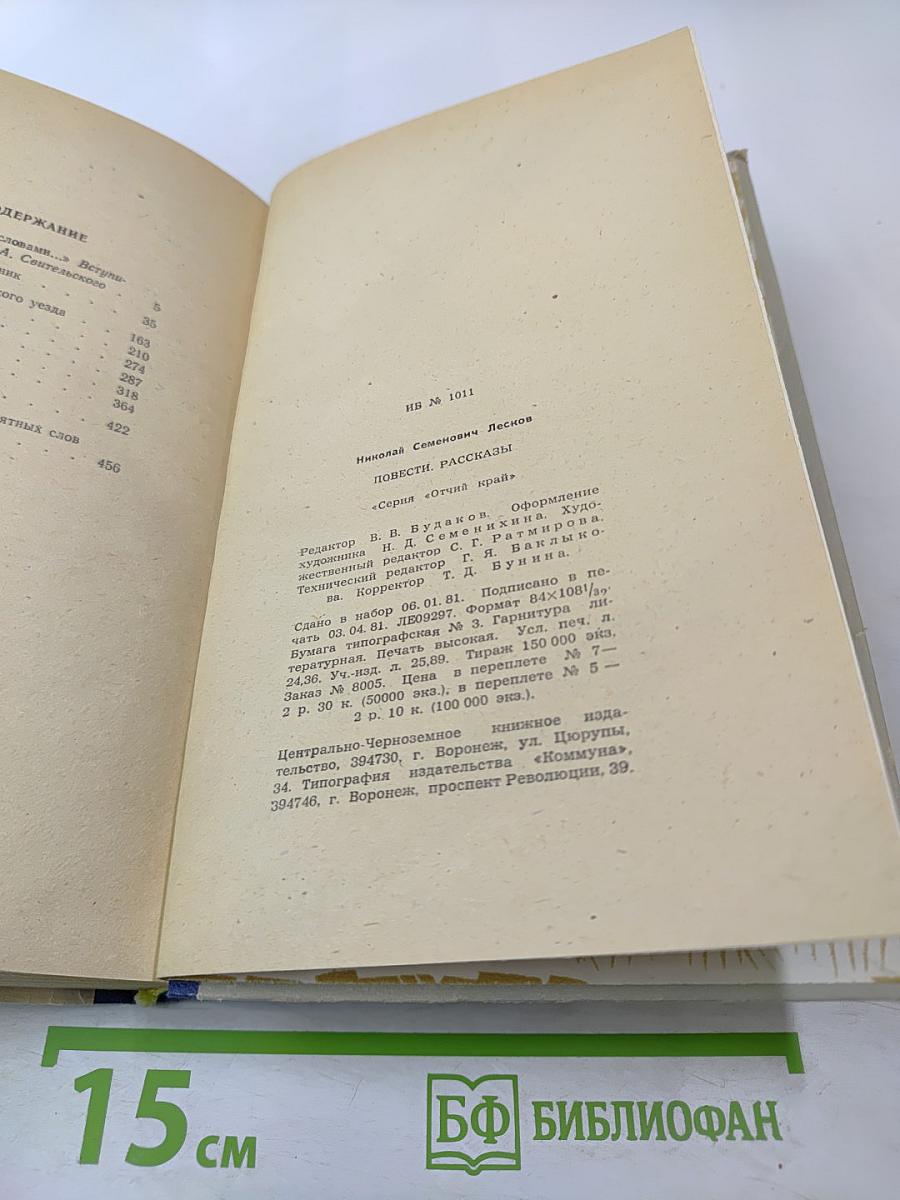 ОДЕРЖАНИЕ
словами...» Вступи-
А. Свительского
5
ник
35
кого уезда
163
210
274
287
318
364
422
ятных слов
456
ИБ № 1011
Николай Семенович Лесков
ПОВЕСТИ. РАССКАЗЫ
«Серия «Отчий край»
Редактор В. В. Будаков. Оформление
художника Н. Д. Семенихина. Худо-
жественный редактор С. Г. Ратмирова.
Технический редактор Г. Я. Баклыко-
ва. Корректор Т. Д. Бунина.
Сдано в набор 06.01.81. Подписано в пе-
чать 03.04.81. ЛЕ09297. Формат 84×108¹/₃₂.
Бумага типографская № 3. Гарнитура ли-
тературная. Печать высокая. Усл. печ. л.
24,36. Уч.-изд. л. 25,89. Тираж 150 000 экз.
Заказ № 8005. Цена в переплете № 7—
2 р. 30 к. (50000 экз.), в переплете № 5—
2 р. 10 к. (100 000 экз.).
Центрально-Черноземное книжное изда-
тельство, 394730, г. Воронеж, ул. Цюрупы,
34. Типография издательства «Коммуна»,
394746, г. Воронеж, проспект Революции, 39.
15 см
БФ БИБЛИОФАН